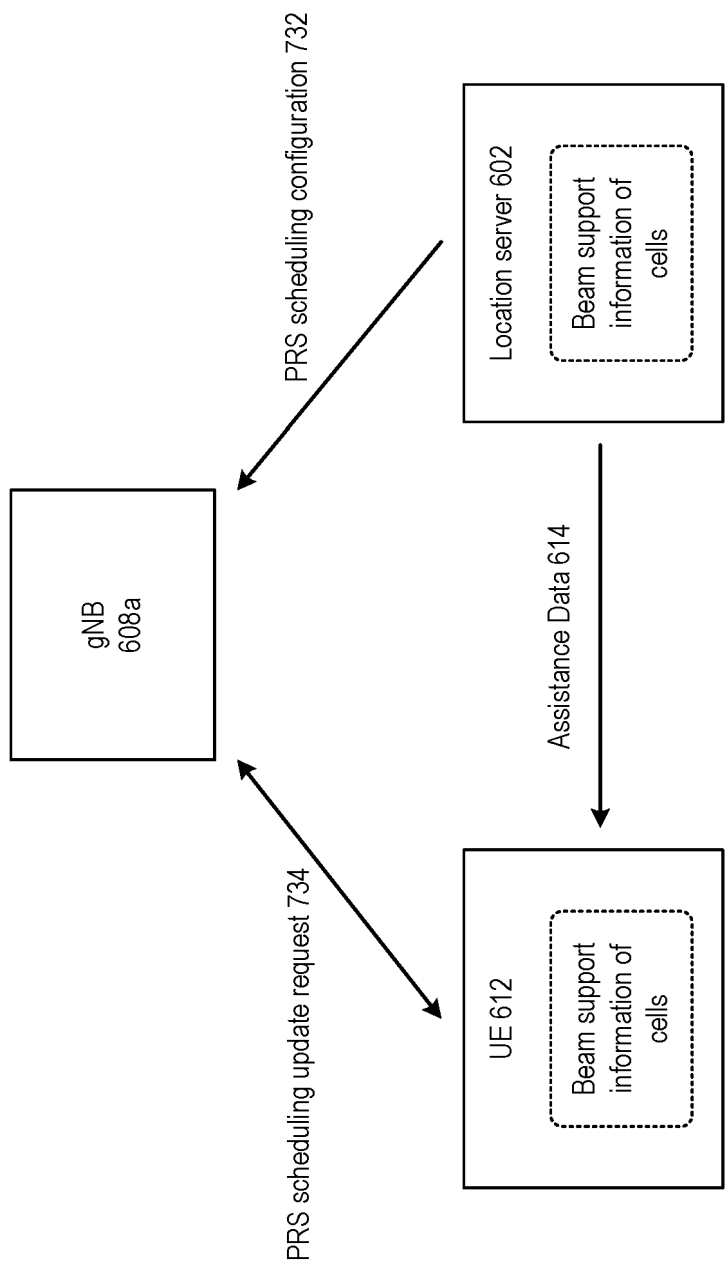 gNB
608a
PRS scheduling update request 734
PRS scheduling configuration 732
UE 612
Beam support
information of
cells
Assistance Data 614
Location server 602
Beam support
information of
cells